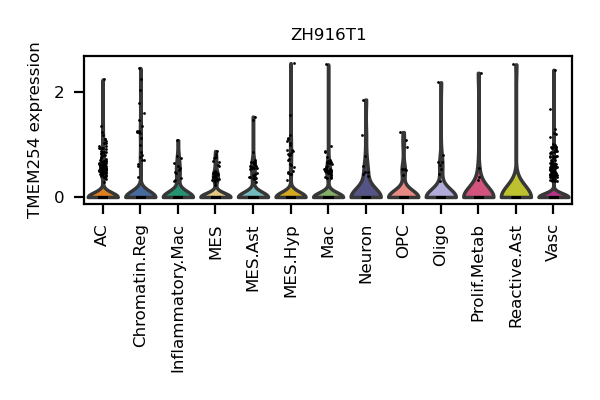 ZH916T1
TMEM254 expression
2
0
AC
Chromatin.Reg
Inflammatory.Mac
MES
MES.Ast
MES.Hyp
Mac
Neuron
OPC
Oligo
Prolif.Metab
Reactive.Ast
Vasc